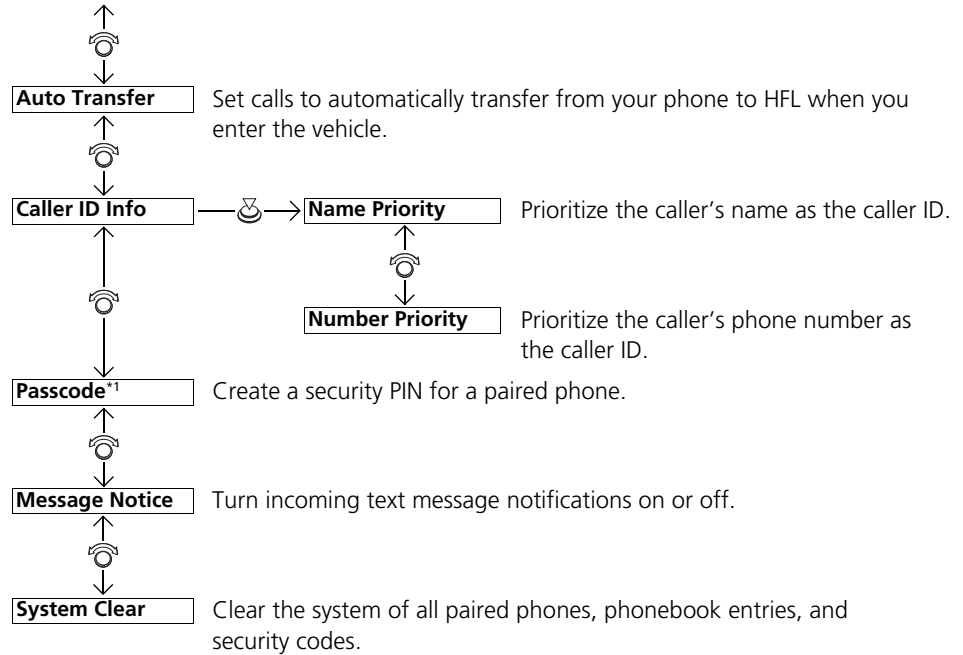 Auto Transfer
Set calls to automatically transfer from your phone to HFL when you
enter the vehicle.
Caller ID Info
Name Priority
Prioritize the caller’s name as the caller ID.
Number Priority
Prioritize the caller’s phone number as
the caller ID.
Passcode*1
Create a security PIN for a paired phone.
Message Notice
Turn incoming text message notifications on or off.
System Clear
Clear the system of all paired phones, phonebook entries, and
security codes.